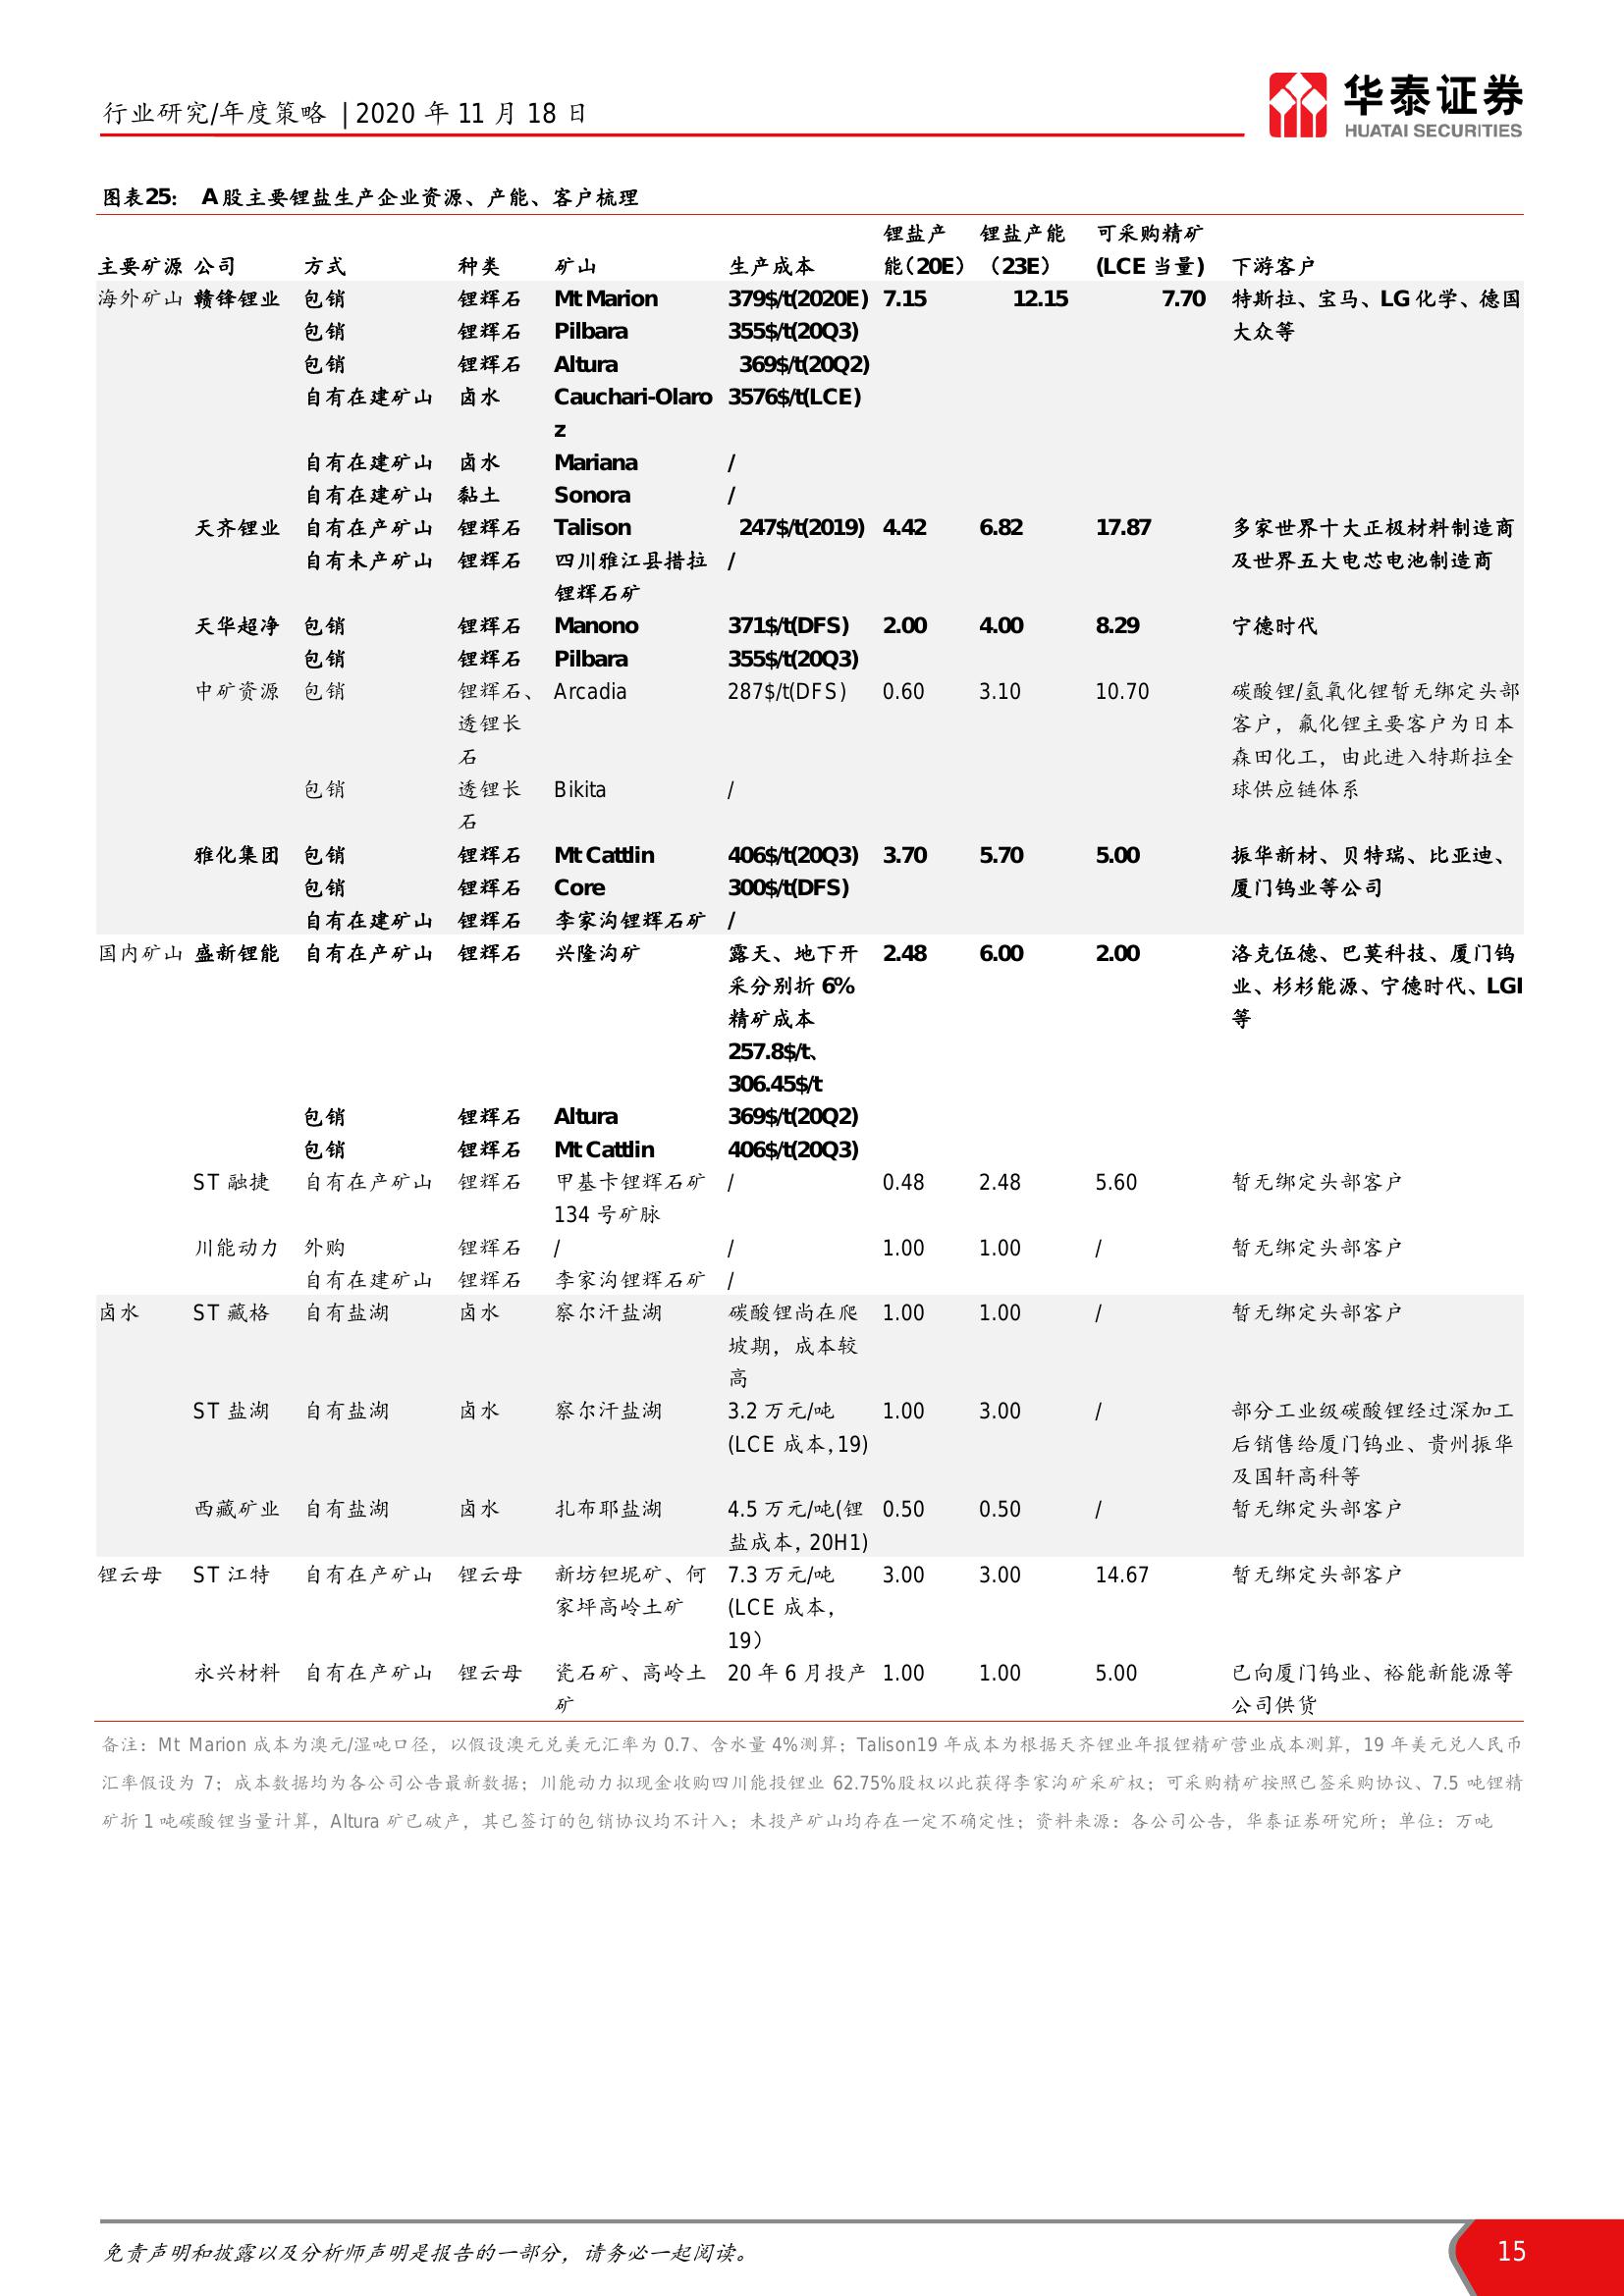 行业研究/年度策略 | 2020 年 11 月 18 日
华泰证券
HUATAI SECURITIES
图表25: A 股主要锂盐生产企业资源、产能、客户梳理
锂盐产 锂盐产能 可采购精矿
主要矿源 公司 方式 种类 矿山 生产成本 能(20E) (23E) (LCE 当量) 下游客户
海外矿山 赣锋锂业 包销 锂辉石 Mt Marion 379$/t(2020E) 7.15 12.15 7.70 特斯拉、宝马、LG 化学、德国
包销 锂辉石 Pilbara 355$/t(20Q3) 大众等
包销 锂辉石 Altura 369$/t(20Q2)
自有在建矿山 卤水 Cauchari-Olaro 3576$/t(LCE)
z
自有在建矿山 卤水 Mariana /
自有在建矿山 黏土 Sonora /
天齐锂业 自有在产矿山 锂辉石 Talison 247$/t(2019) 4.42 6.82 17.87 多家世界十大正极材料制造商
自有未产矿山 锂辉石 四川雅江县措拉 / 及世界五大电芯电池制造商
锂辉石矿
天华超净 包销 锂辉石 Manono 371$/t(DFS) 2.00 4.00 8.29 宁德时代
包销 锂辉石 Pilbara 355$/t(20Q3)
中矿资源 包销 锂辉石、 Arcadia 287$/t(DFS) 0.60 3.10 10.70 碳酸锂/氢氧化锂暂无绑定头部
透锂长 客户，氟化锂主要客户为日本
石 森田化工，由此进入特斯拉全
包销 透锂长 Bikita / 球供应链体系
石
雅化集团 包销 锂辉石 Mt Cattlin 406$/t(20Q3) 3.70 5.70 5.00 振华新材、贝特瑞、比亚迪、
包销 锂辉石 Core 300$/t(DFS) 厦门钨业等公司
自有在建矿山 锂辉石 李家沟锂辉石矿 /
国内矿山 盛新锂能 自有在产矿山 锂辉石 兴隆沟矿 露天、地下开 2.48 6.00 2.00 洛克伍德、巴莫科技、厦门钨
采分别折 6% 业、杉杉能源、宁德时代、LGI
精矿成本 等
257.8$/t、
306.45$/t
包销 锂辉石 Altura 369$/t(20Q2)
包销 锂辉石 Mt Cattlin 406$/t(20Q3)
ST 融捷 自有在产矿山 锂辉石 甲基卡锂辉石矿 / 0.48 2.48 5.60 暂无绑定头部客户
134 号矿脉
川能动力 外购 锂辉石 / / 1.00 1.00 / 暂无绑定头部客户
自有在建矿山 锂辉石 李家沟锂辉石矿 /
卤水 ST 藏格 自有盐湖 卤水 察尔汗盐湖 碳酸锂尚在爬 1.00 1.00 / 暂无绑定头部客户
坡期，成本较
高
ST 盐湖 自有盐湖 卤水 察尔汗盐湖 3.2 万元/吨 1.00 3.00 / 部分工业级碳酸锂经过深加工
(LCE 成本,19) 后销售给厦门钨业、贵州振华
及国轩高科等
西藏矿业 自有盐湖 卤水 扎布耶盐湖 4.5 万元/吨(锂 0.50 0.50 / 暂无绑定头部客户
盐成本, 20H1)
锂云母 ST 江特 自有在产矿山 锂云母 新坊钽坭矿、何 7.3 万元/吨 3.00 3.00 14.67 暂无绑定头部客户
家坪高岭土矿 (LCE 成本,
19)
永兴材料 自有在产矿山 锂云母 瓷石矿、高岭土 20 年 6 月投产 1.00 1.00 5.00 已向厦门钨业、裕能新能源等
矿 公司供货
备注：Mt Marion 成本为澳元/湿吨口径，以假设澳元兑美元汇率为 0.7、含水量 4%测算；Talison19 年成本为根据天齐锂业年报锂精矿营业成本测算，19 年美元兑人民币
汇率假设为 7；成本数据均为各公司公告最新数据；川能动力拟现金收购四川能投锂业 62.75%股权以此获得李家沟矿采矿权；可采购精矿按照已签采购协议、7.5 吨锂精
矿折 1 吨碳酸锂当量计算，Altura 矿已破产，其已签订的包销协议均不计入；未投产矿山均存在一定不确定性；资料来源：各公司公告，华泰证券研究所；单位：万吨
免责声明和披露以及分析师声明是报告的一部分，请务必一起阅读。
15